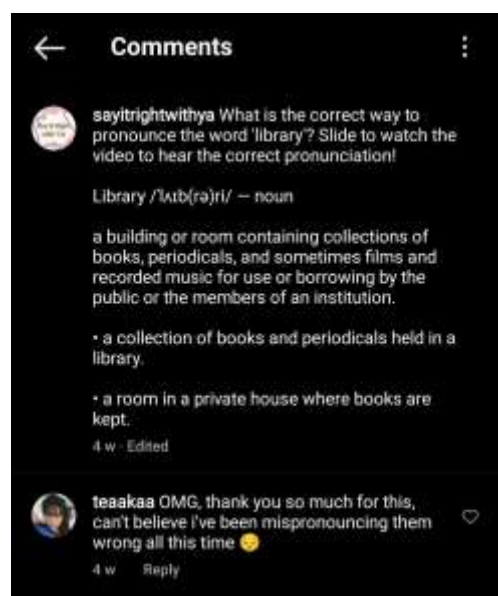 Comments
sayitrightwithya What is the correct way to
pronounce the word 'library'? Slide to watch the
video to hear the correct pronunciation!
Library /ˈlʌɪb(rə)ri/ — noun
a building or room containing collections of
books, periodicals, and sometimes films and
recorded music for use or borrowing by the
public or the members of an institution.
• a collection of books and periodicals held in a
library.
• a room in a private house where books are
kept.
4 w · Edited
teaakaa OMG, thank you so much for this,
can't believe i've been mispronouncing them
wrong all this time 😔
4 w Reply